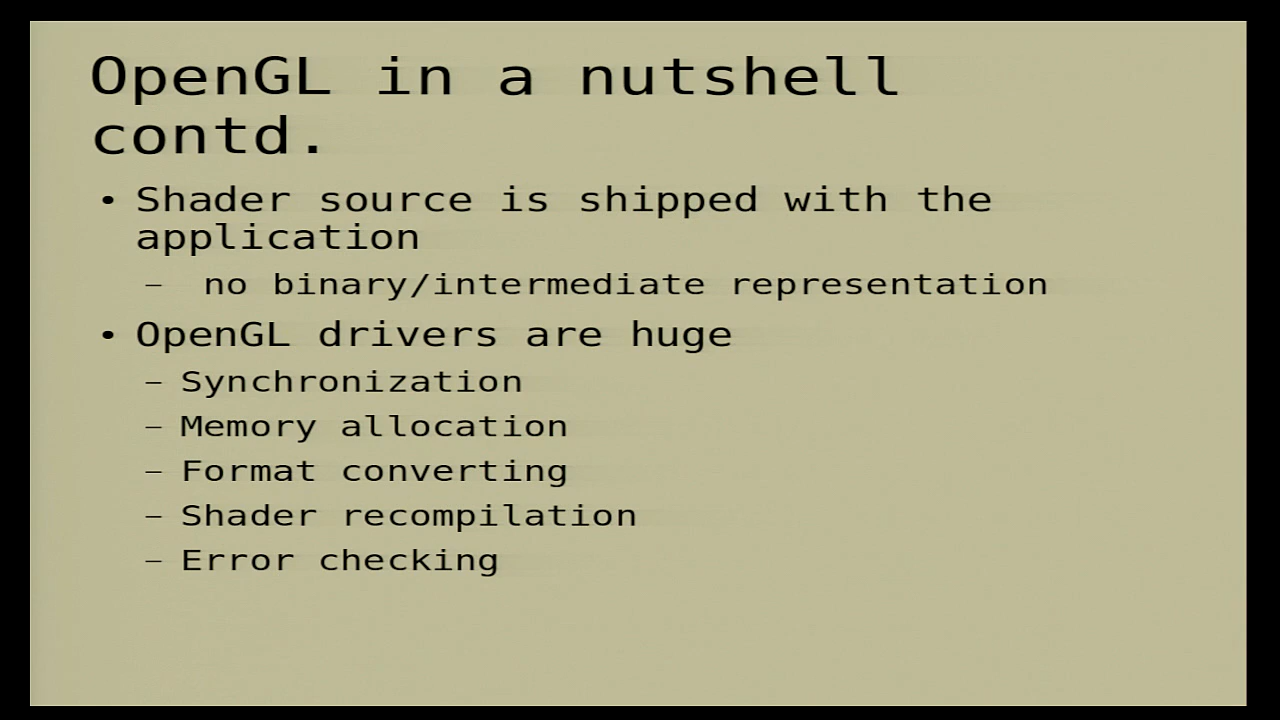 OpenGL in a nutshell
contd.
• Shader source is shipped with the
application
– no binary/intermediate representation
• OpenGL drivers are huge
– Synchronization
– Memory allocation
– Format converting
– Shader recompilation
– Error checking